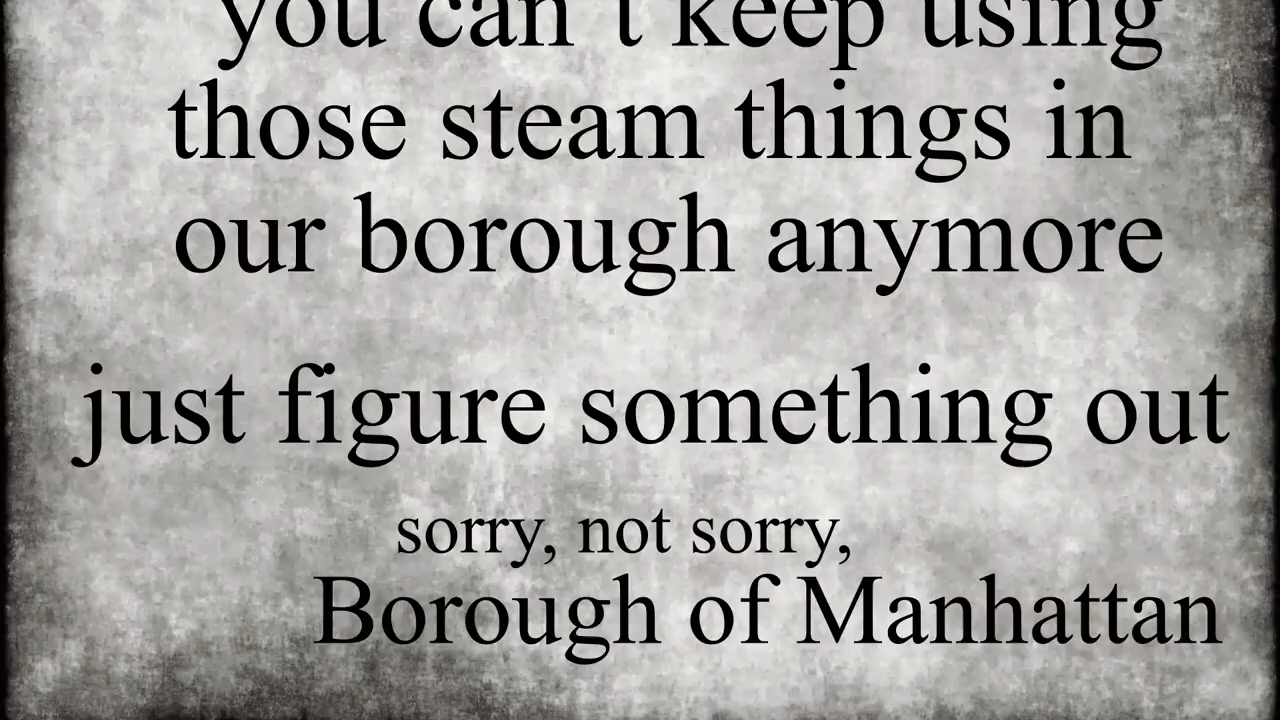 you can't keep using
those steam things in
our borough anymore
just figure something out
sorry, not sorry,
Borough of Manhattan